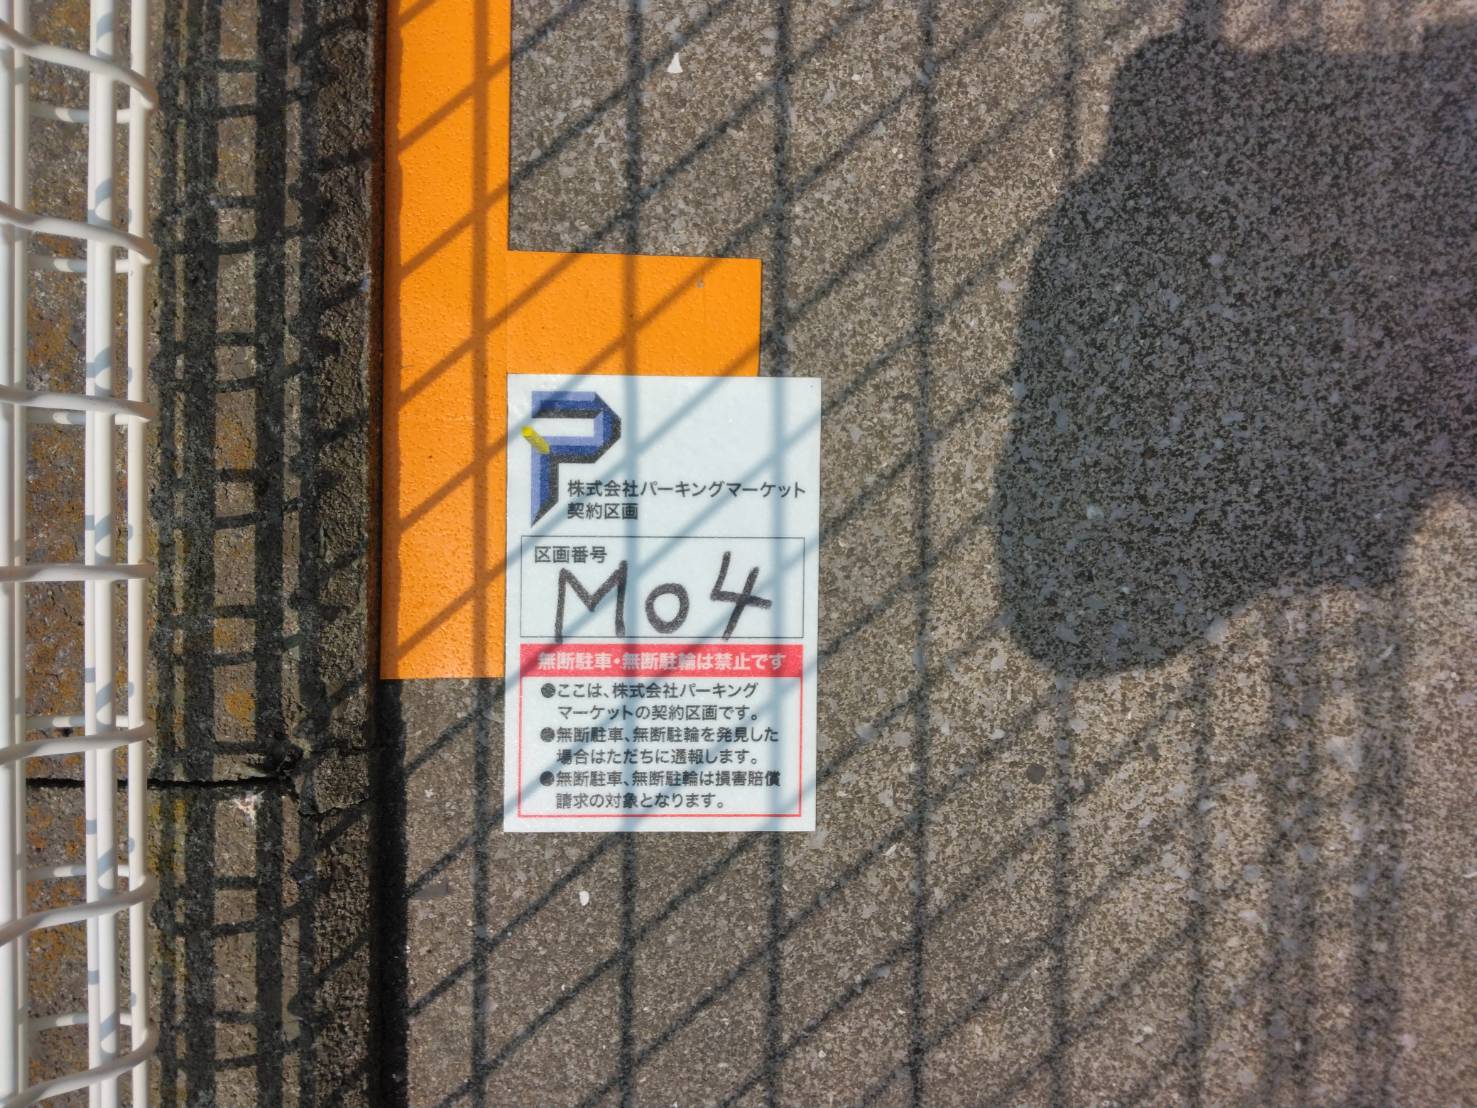 P
株式会社パーキングマーケット
契約区画
区画番号
Mo4
無断駐車・無断駐輪は禁止です
●ここは、株式会社パーキング
マーケットの契約区画です。
●無断駐車、無断駐輪を発見した
場合はただちに通報します。
●無断駐車、無断駐輪は損害賠償
請求の対象となります。